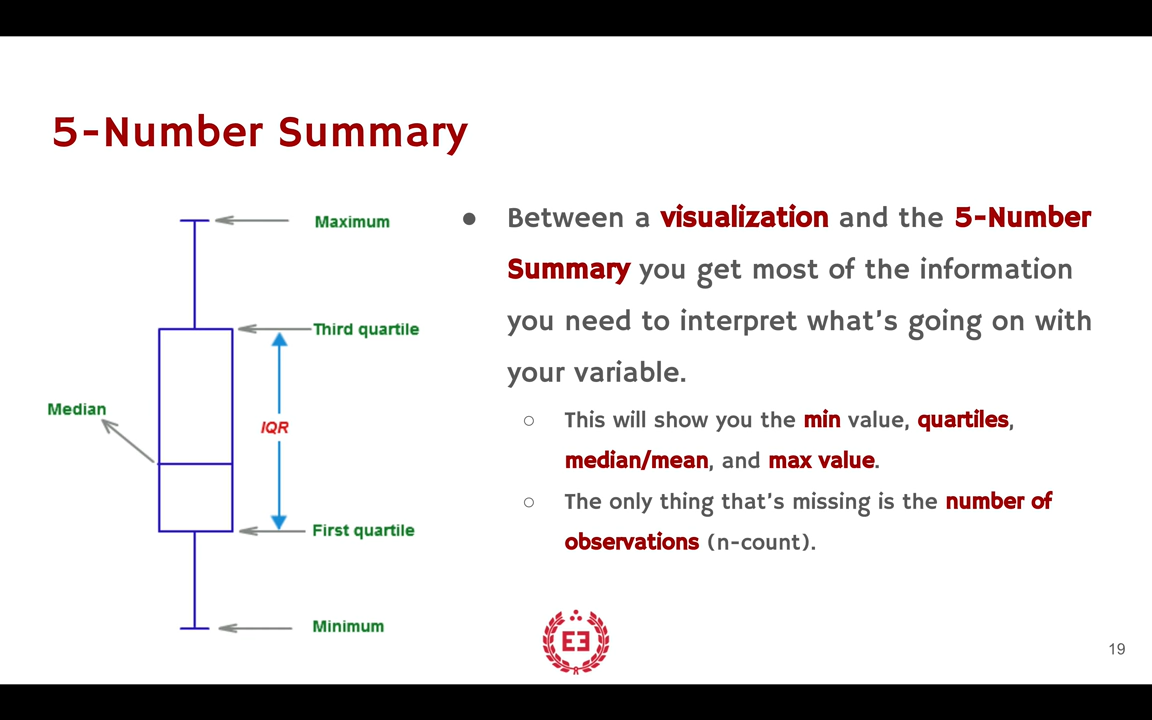 5-Number Summary
Maximum
Third quartile
Median
IQR
First quartile
Minimum
● Between a visualization and the 5-Number
Summary you get most of the information
you need to interpret what's going on with
your variable.
○ This will show you the min value, quartiles,
median/mean, and max value.
○ The only thing that's missing is the number of
observations (n-count).
EE
19